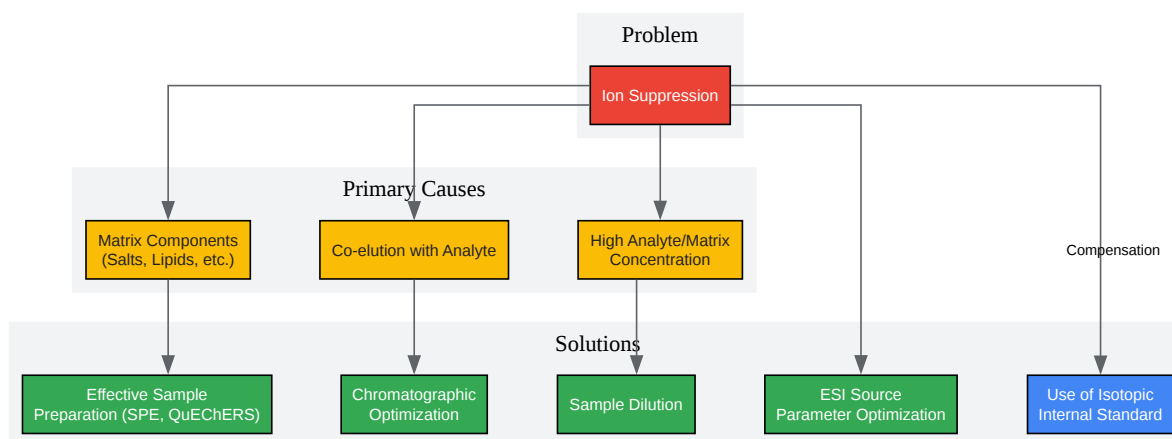 Problem
Ion Suppression
Primary Causes
Matrix Components
(Salts, Lipids, etc.)
Co-elution with Analyte
High Analyte/Matrix
Concentration
Compensation
Solutions
Effective Sample
Preparation (SPE, QuEChERS)
Chromatographic
Optimization
Sample Dilution
ESI Source
Parameter Optimization
Use of Isotopic
Internal Standard